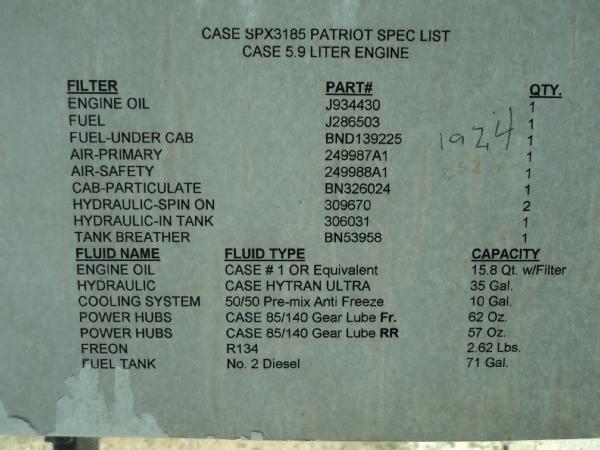 CASE SPX3185 PATRIOT SPEC LIST
CASE 5.9 LITER ENGINE
FILTER PART# QTY.
ENGINE OIL J934430 1
FUEL J286503 1
FUEL-UNDER CAB BND139225 1
AIR-PRIMARY 249987A1 1
AIR-SAFETY 249988A1 1
CAB-PARTICULATE BN326024 1
HYDRAULIC-SPIN ON 309670 2
HYDRAULIC-IN TANK 306031 1
TANK BREATHER BN53958 1
FLUID NAME FLUID TYPE CAPACITY
ENGINE OIL CASE # 1 OR Equivalent 15.8 Qt. w/Filter
HYDRAULIC CASE HYTRAN ULTRA 35 Gal.
COOLING SYSTEM 50/50 Pre-mix Anti Freeze 10 Gal.
POWER HUBS CASE 85/140 Gear Lube Fr. 62 Oz.
POWER HUBS CASE 85/140 Gear Lube RR 57 Oz.
FREON R134 2.62 Lbs.
FUEL TANK No. 2 Diesel 71 Gal.